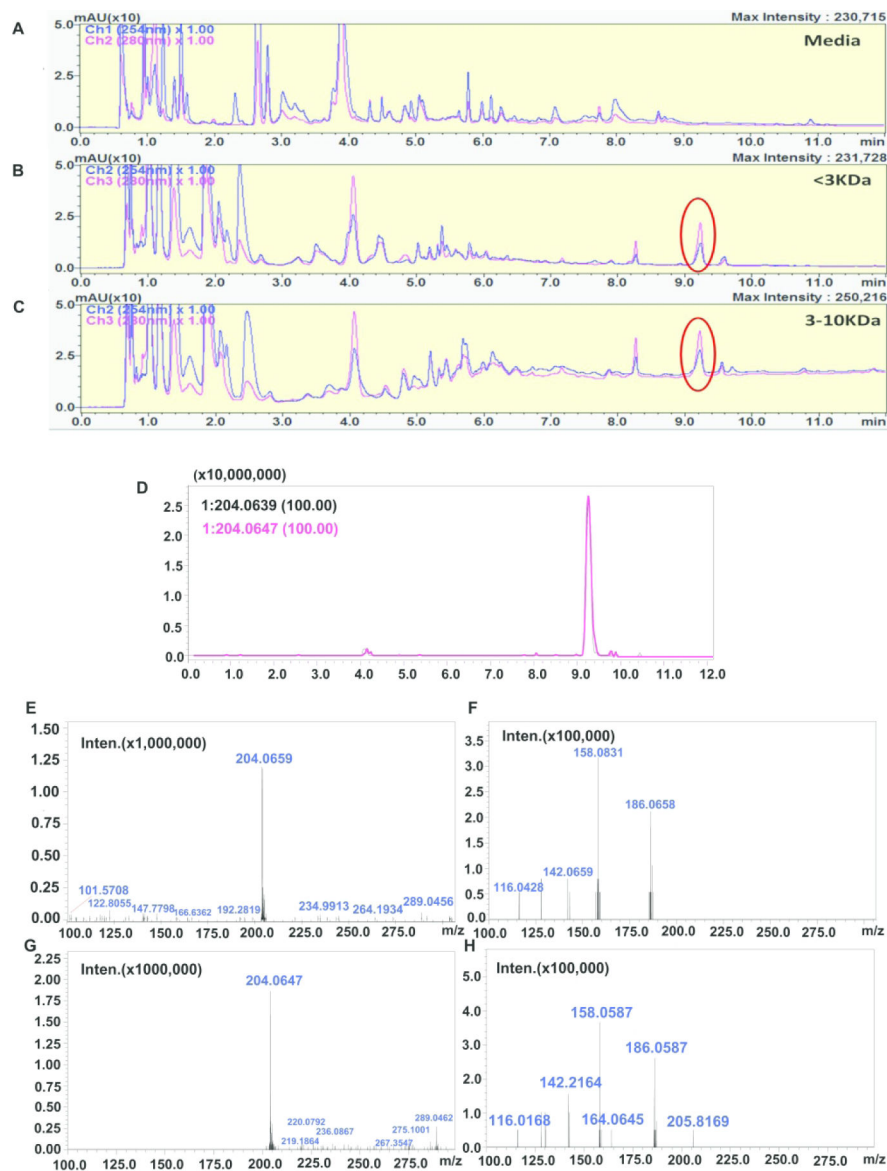 A
mAU(x10)
Max Intensity : 230,715
5.0
Ch1 (254nm) x 1.00
Ch2 (280nm) x 1.00
Media
2.5
0.0
0.0 1.0 2.0 3.0 4.0 5.0 6.0 7.0 8.0 9.0 10.0 11.0 min
B
mAU(x10)
Max Intensity : 231,728
5.0
Ch2 (254nm) x 1.00
Ch3 (280nm) x 1.00
<3KDa
2.5
0.0
0.0 1.0 2.0 3.0 4.0 5.0 6.0 7.0 8.0 9.0 10.0 11.0 min
C
mAU(x10)
Max Intensity : 250,216
5.0
Ch2 (254nm) x 1.00
Ch3 (280nm) x 1.00
3-10KDa
2.5
0.0
0.0 1.0 2.0 3.0 4.0 5.0 6.0 7.0 8.0 9.0 10.0 11.0 min
D
(x10,000,000)
2.5
1:204.0639 (100.00)
2.0
1:204.0647 (100.00)
1.5
1.0
0.5
0.0
0.0 1.0 2.0 3.0 4.0 5.0 6.0 7.0 8.0 9.0 10.0 11.0 12.0
E
1.50
Inten.(x1,000,000)
1.25
204.0659
1.00
0.75
0.50
0.25
101.5708
122.8055
147.7798
166.6362
192.2819
234.9913
264.1934
289.0456
0.00
100.0 125.0 150.0 175.0 200.0 225.0 250.0 275.0 m/z
F
Inten.(x100,000)
3.5
158.0831
3.0
2.5
186.0658
2.0
1.5
1.0
142.0659
116.0428
0.5
0.0
100.0 125.0 150.0 175.0 200.0 225.0 250.0 275.0 m/z
G
2.25
Inten.(x1000,000)
2.00
204.0647
1.75
1.50
1.25
1.00
0.75
0.50
220.0792
289.0462
0.25
236.0867
275.1001
219.1864
267.3547
0.00
100.0 125.0 150.0 175.0 200.0 225.0 250.0 275.0 m/z
H
Inten.(x100,000)
5.0
4.0
158.0587
3.0
186.0587
2.0
142.2164
1.0
116.0168
164.0645
205.8169
0.0
100.0 125.0 150.0 175.0 200.0 225.0 250.0 275.0 m/z